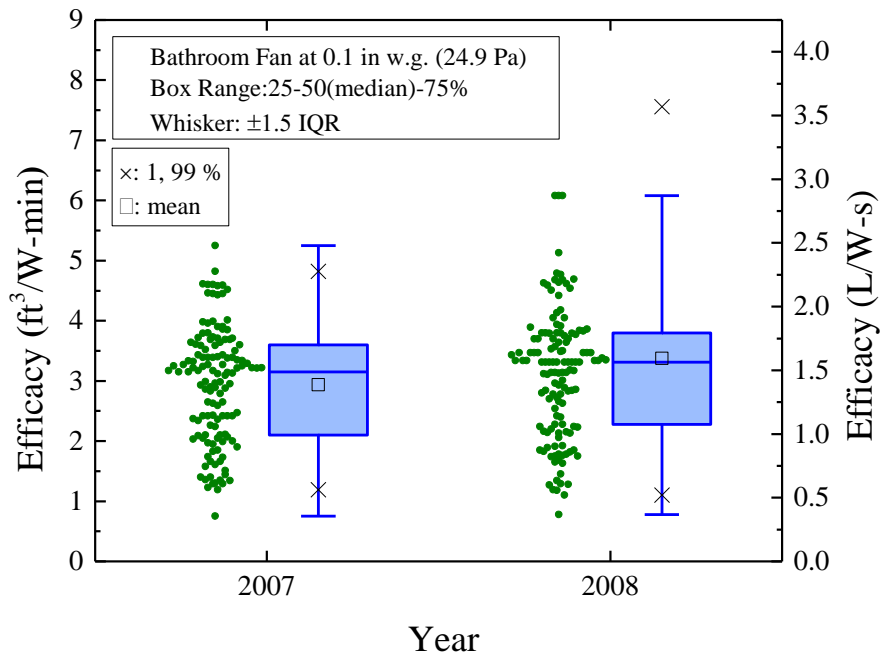 9
8
7
6
5
4
3
2
1
0
Efficacy (ft³/W-min)
Bathroom Fan at 0.1 in w.g. (24.9 Pa)
Box Range:25-50(median)-75%
Whisker: ±1.5 IQR
×: 1, 99 %
□: mean
4.0
3.5
3.0
2.5
2.0
1.5
1.0
0.5
0.0
Efficacy (L/W-s)
2007
2008
Year